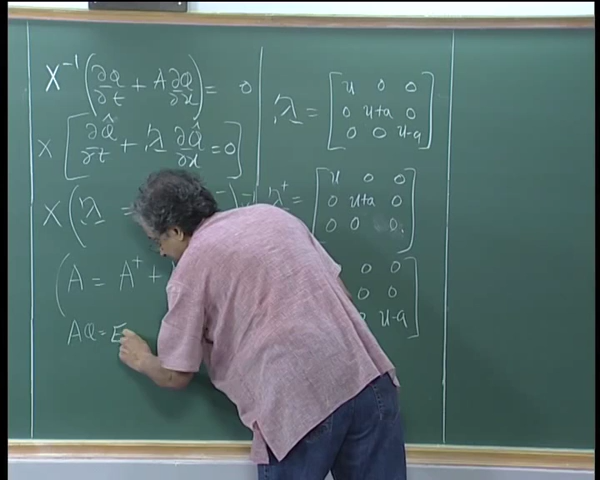 X⁻¹(∂Q/∂t + A ∂Q/∂x) = 0
X[∂Q̂/∂t + Λ ∂Q̂/∂x = 0]
X(Λ =
(A = A⁺ +
AQ = E
Λ = [u 0 0
0 u+a 0
0 0 u-a]
Λ⁺ = [u 0 0
0 u+a 0
0 0 0]
0 0
0 0
u-a]